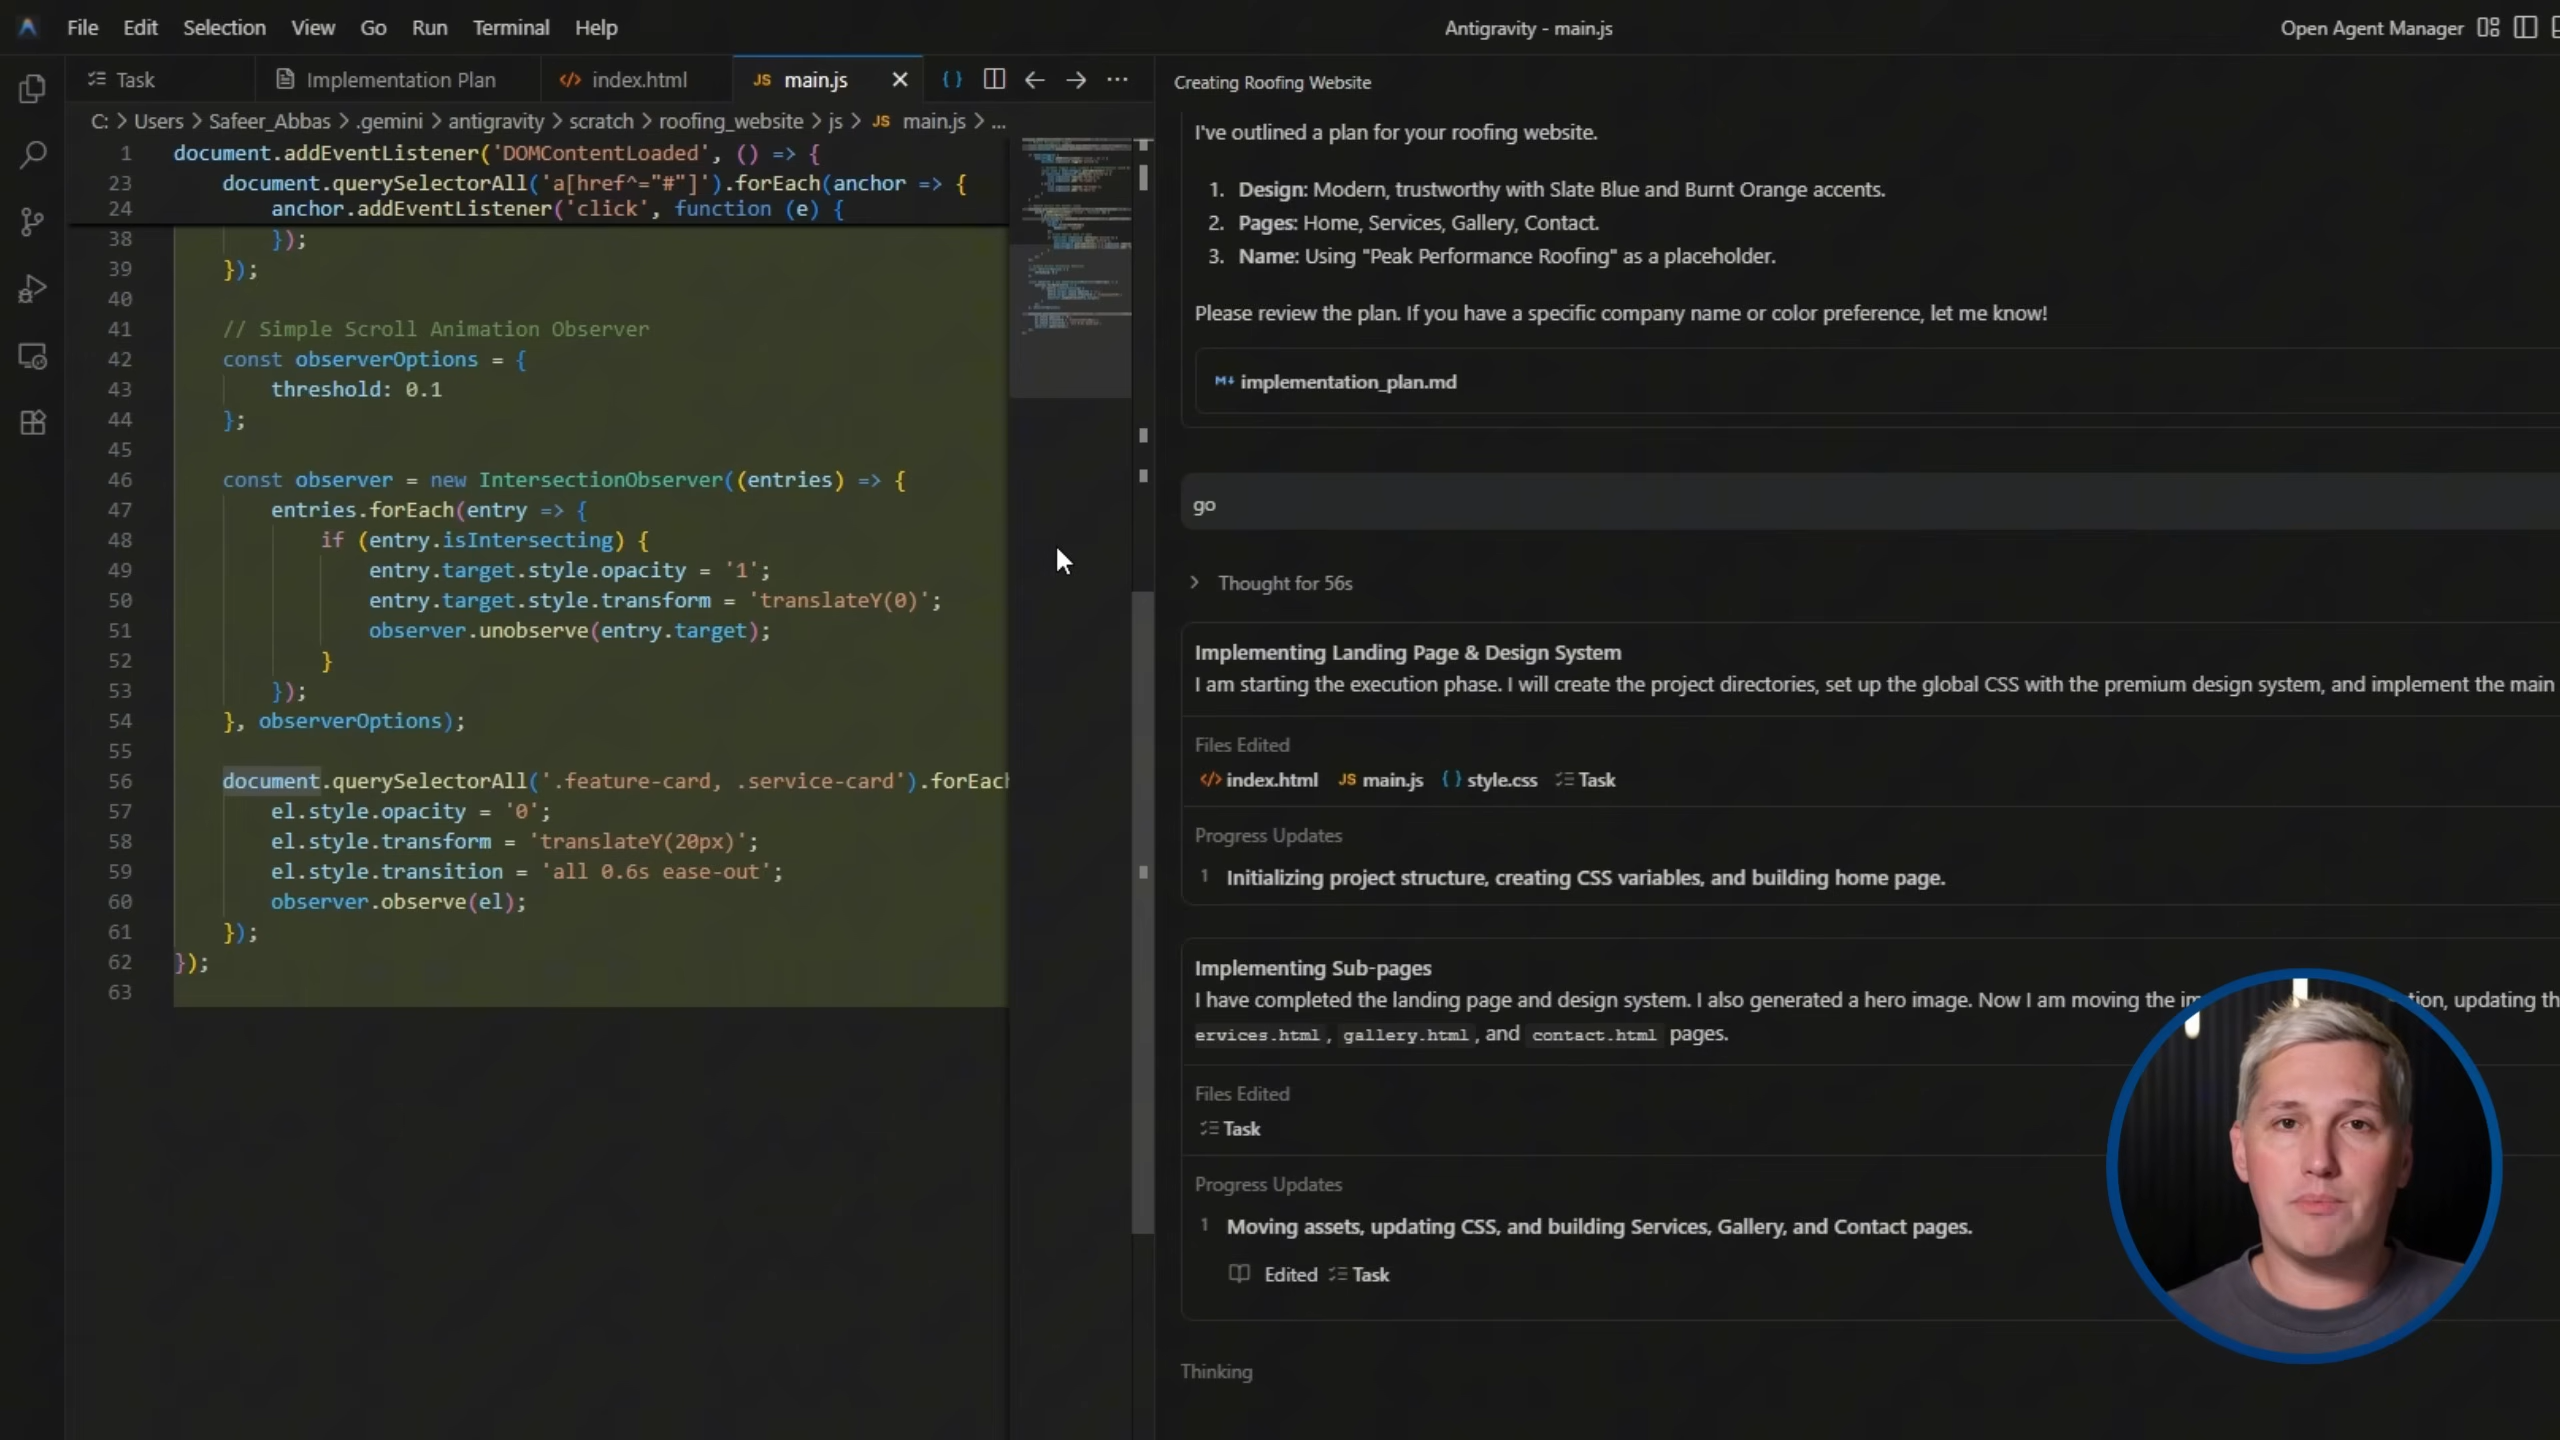 File Edit Selection View Go Run Terminal Help
Antigravity - main.js
Open Agent Manager
Task
Implementation Plan
index.html
JS main.js
C: > Users > Safeer_Abbas > .gemini > antigravity > scratch > roofing_website > js > JS main.js > ...
1 document.addEventListener('DOMContentLoaded', () => {
23 document.querySelectorAll('a[href^="#"]').forEach(anchor => {
24 anchor.addEventListener('click', function (e) {
38 });
39 });
40
41 // Simple Scroll Animation Observer
42 const observerOptions = {
43 threshold: 0.1
44 };
45
46 const observer = new IntersectionObserver((entries) => {
47 entries.forEach(entry => {
48 if (entry.isIntersecting) {
49 entry.target.style.opacity = '1';
50 entry.target.style.transform = 'translateY(0)';
51 observer.unobserve(entry.target);
52 }
53 });
54 }, observerOptions);
55
56 document.querySelectorAll('.feature-card, .service-card').forEach
57 el.style.opacity = '0';
58 el.style.transform = 'translateY(20px)';
59 el.style.transition = 'all 0.6s ease-out';
60 observer.observe(el);
61 });
62 });
63
Creating Roofing Website
I've outlined a plan for your roofing website.
1. Design: Modern, trustworthy with Slate Blue and Burnt Orange accents.
2. Pages: Home, Services, Gallery, Contact.
3. Name: Using "Peak Performance Roofing" as a placeholder.
Please review the plan. If you have a specific company name or color preference, let me know!
implementation_plan.md
go
Thought for 56s
Implementing Landing Page & Design System
I am starting the execution phase. I will create the project directories, set up the global CSS with the premium design system, and implement the main
Files Edited
index.html JS main.js style.css Task
Progress Updates
1 Initializing project structure, creating CSS variables, and building home page.
Implementing Sub-pages
I have completed the landing page and design system. I also generated a hero image. Now I am moving the im tion, updating th
ervices.html, gallery.html, and contact.html pages.
Files Edited
Task
Progress Updates
1 Moving assets, updating CSS, and building Services, Gallery, and Contact pages.
Edited Task
Thinking